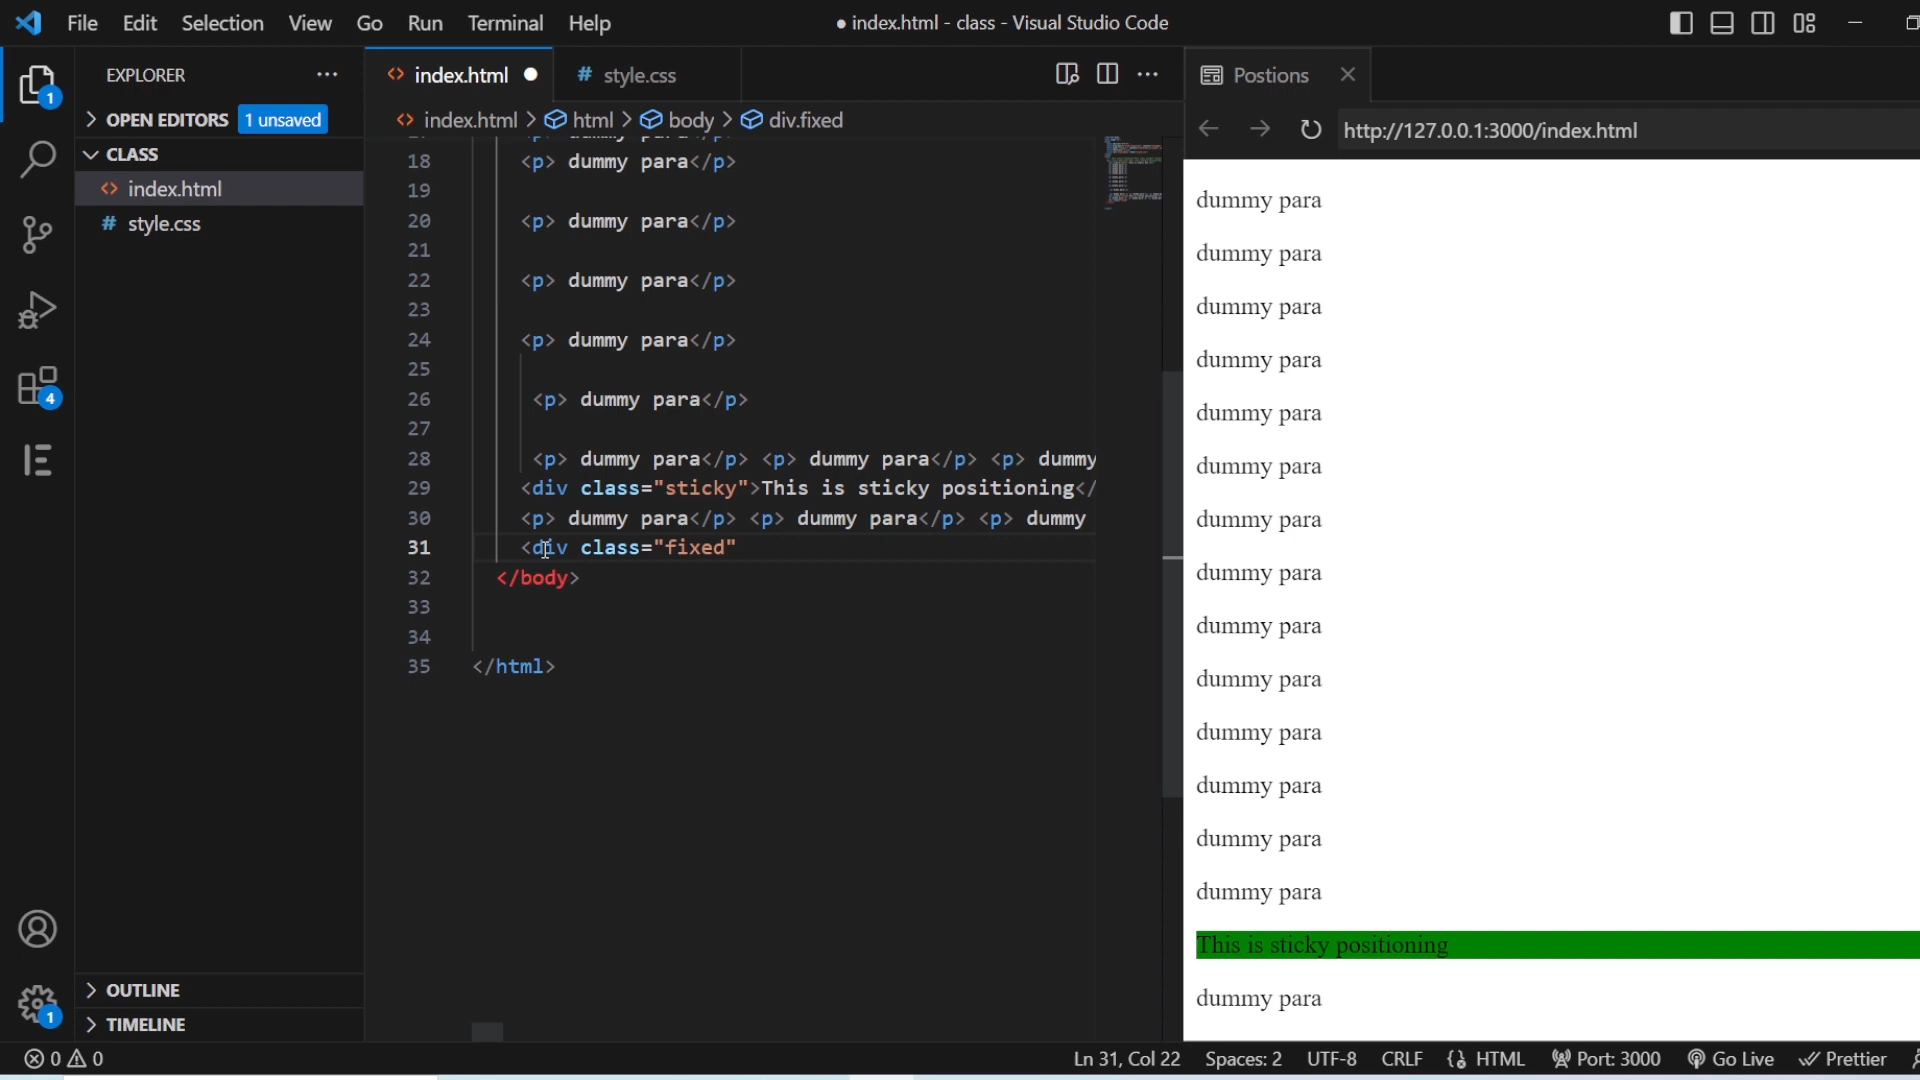 File Edit Selection View Go Run Terminal Help
● index.html - class - Visual Studio Code
EXPLORER
OPEN EDITORS 1 unsaved
CLASS
index.html
# style.css
OUTLINE
TIMELINE
1
4
1
index.html
# style.css
index.html > html > body > div.fixed
18 <p> dummy para</p>
19
20 <p> dummy para</p>
21
22 <p> dummy para</p>
23
24 <p> dummy para</p>
25
26 <p> dummy para</p>
27
28 <p> dummy para</p> <p> dummy para</p> <p> dummy
29 <div class="sticky">This is sticky positioning</
30 <p> dummy para</p> <p> dummy para</p> <p> dummy
31 <div class="fixed"
32 </body>
33
34
35 </html>
Postions
http://127.0.0.1:3000/index.html
dummy para
dummy para
dummy para
dummy para
dummy para
dummy para
dummy para
dummy para
dummy para
dummy para
dummy para
dummy para
dummy para
dummy para
This is sticky positioning
dummy para
0 0
Ln 31, Col 22 Spaces: 2 UTF-8 CRLF HTML Port: 3000 Go Live Prettier